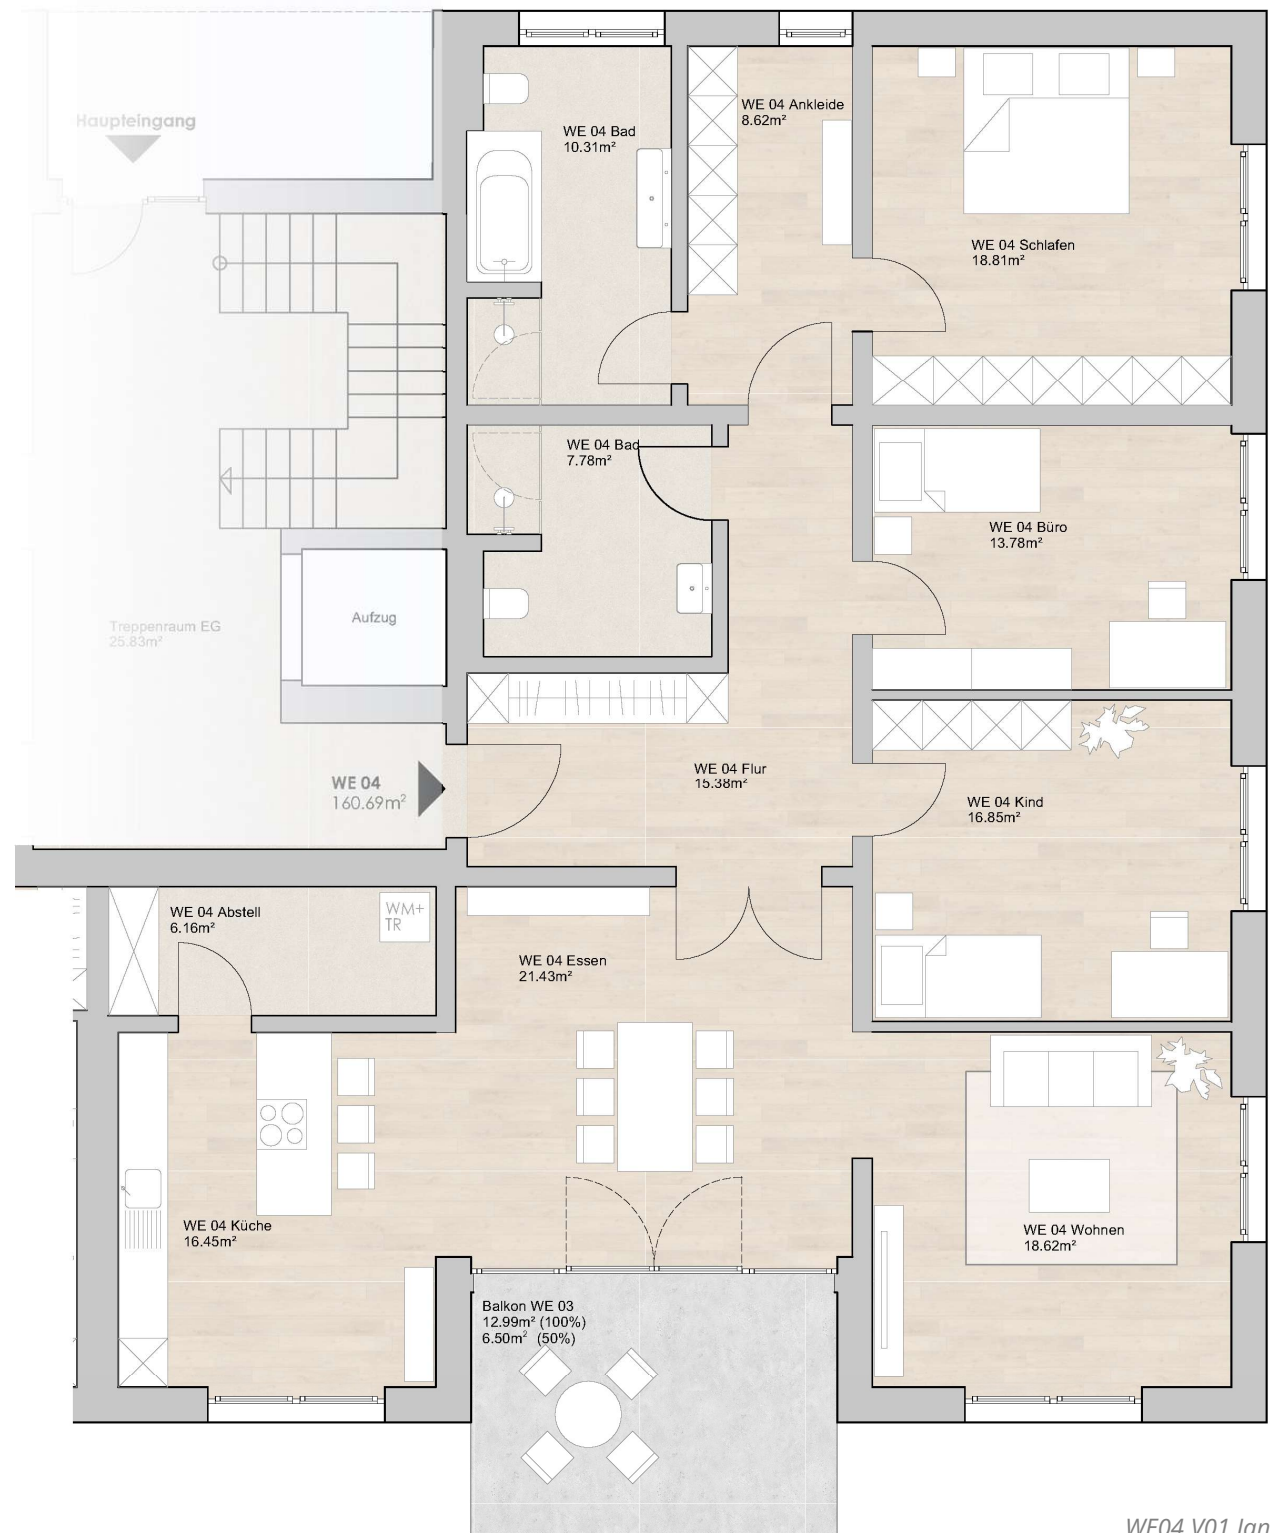 Haupteingang
WE 04 Bad
10.31m²
WE 04 Ankleide
8.62m²
WE 04 Schlafen
18.81m²
WE 04 Bad
7.78m²
WE 04 Büro
13.78m²
Treppenraum EG
25.83m²
Aufzug
WE 04
160.69m²
WE 04 Flur
15.38m²
WE 04 Kind
16.85m²
WE 04 Abstell
6.16m²
WM+
TR
WE 04 Essen
21.43m²
WE 04 Küche
16.45m²
WE 04 Wohnen
18.62m²
Balkon WE 03
12.99m² (100%)
6.50m² (50%)
WE04 V01 Jan